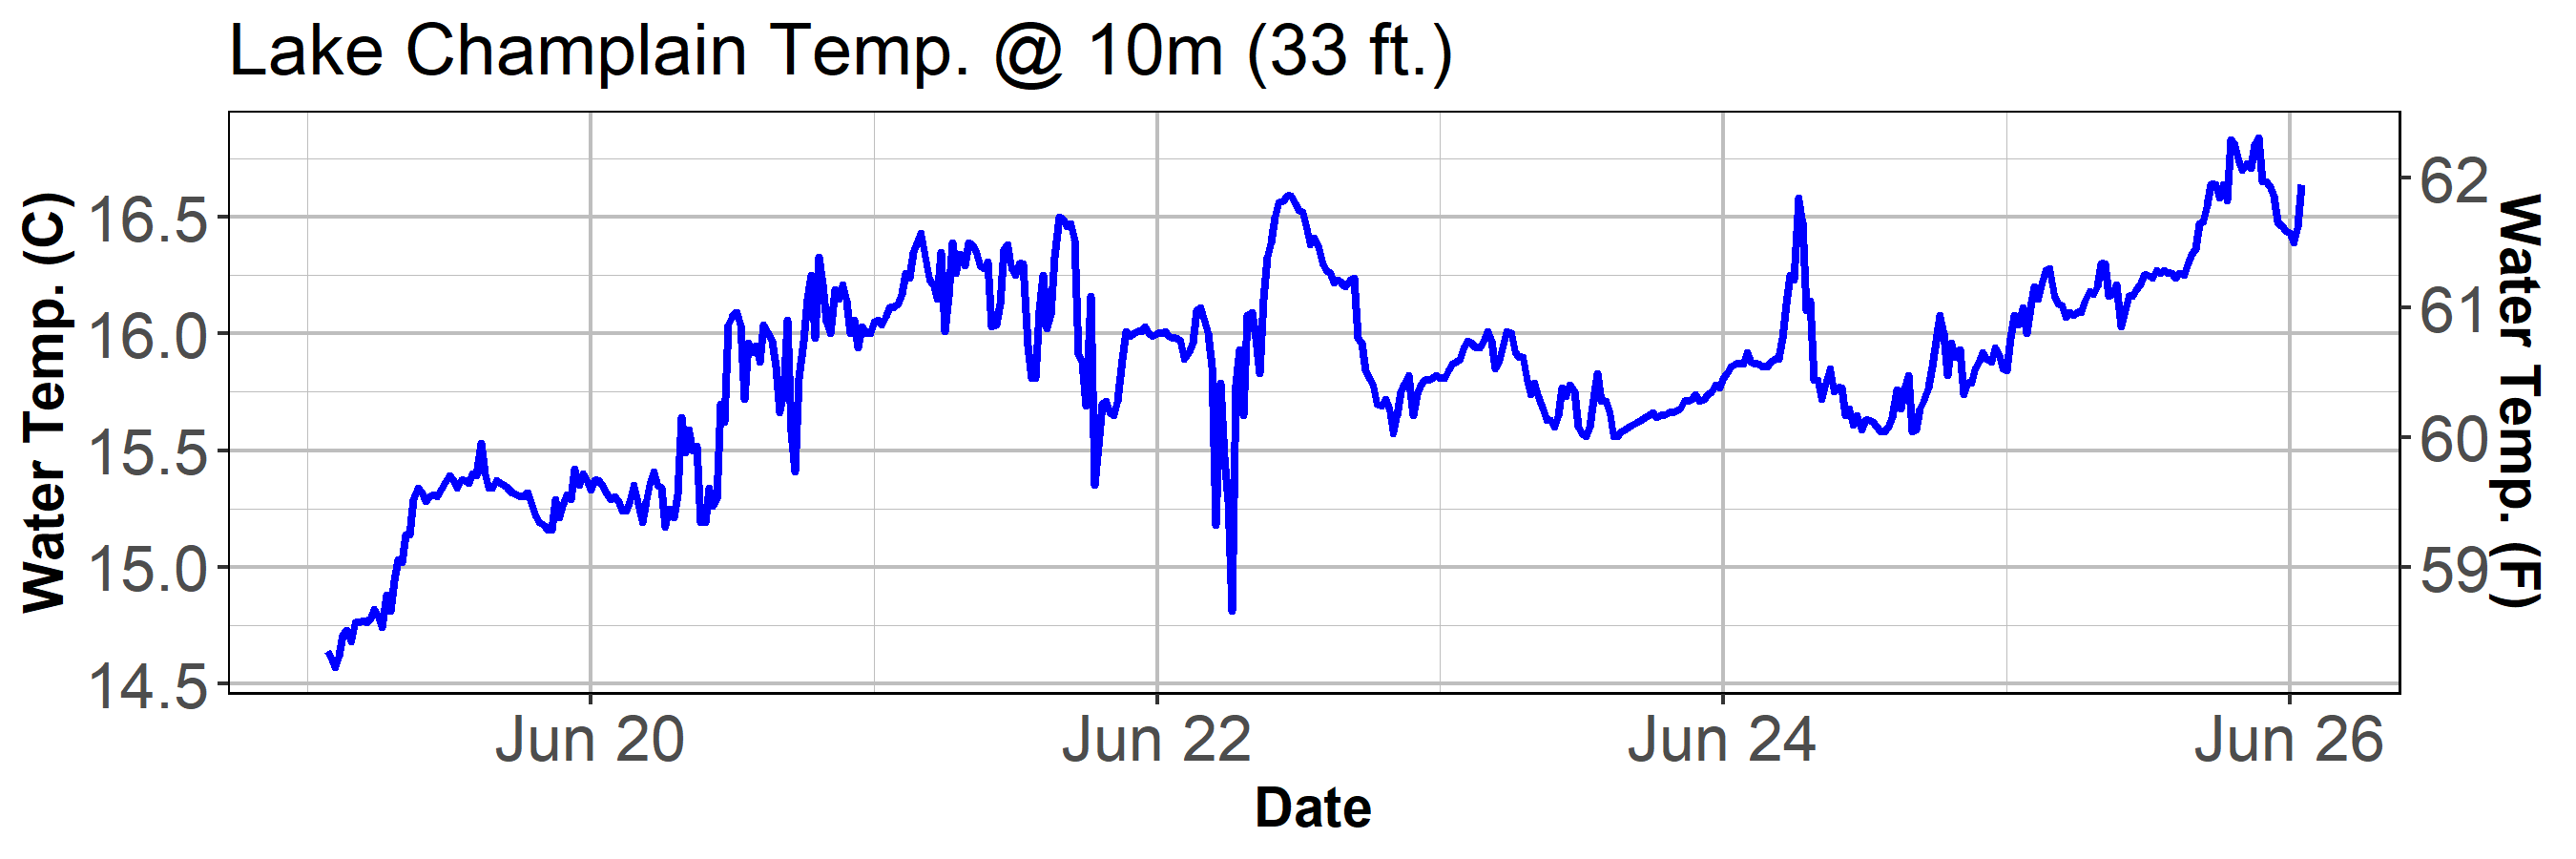 Lake Champlain Temp. @ 10m (33 ft.)
Water Temp. (C)
16.5
16.0
15.5
15.0
14.5
62
61
60
59
Water Temp. (F)
Jun 20
Jun 22
Jun 24
Jun 26
Date